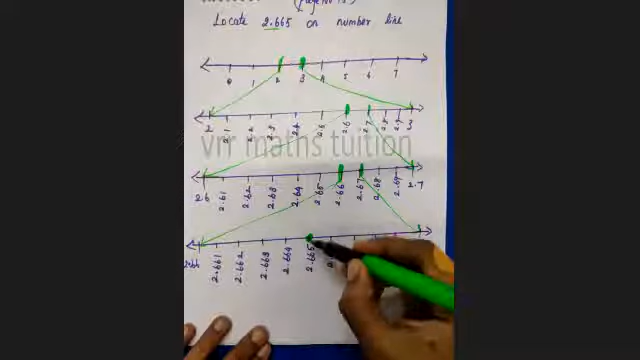 Locate 2.665 on number line
0 1 2 3 4 5 6 7
2 2.1 2.2 2.3 2.4 2.5 2.6 2.7 2.8 2.9 3
vrr maths tuition
2.6 2.61 2.62 2.63 2.64 2.65 2.66 2.67 2.68 2.69 2.7
2.66 2.661 2.662 2.663 2.664 2.665